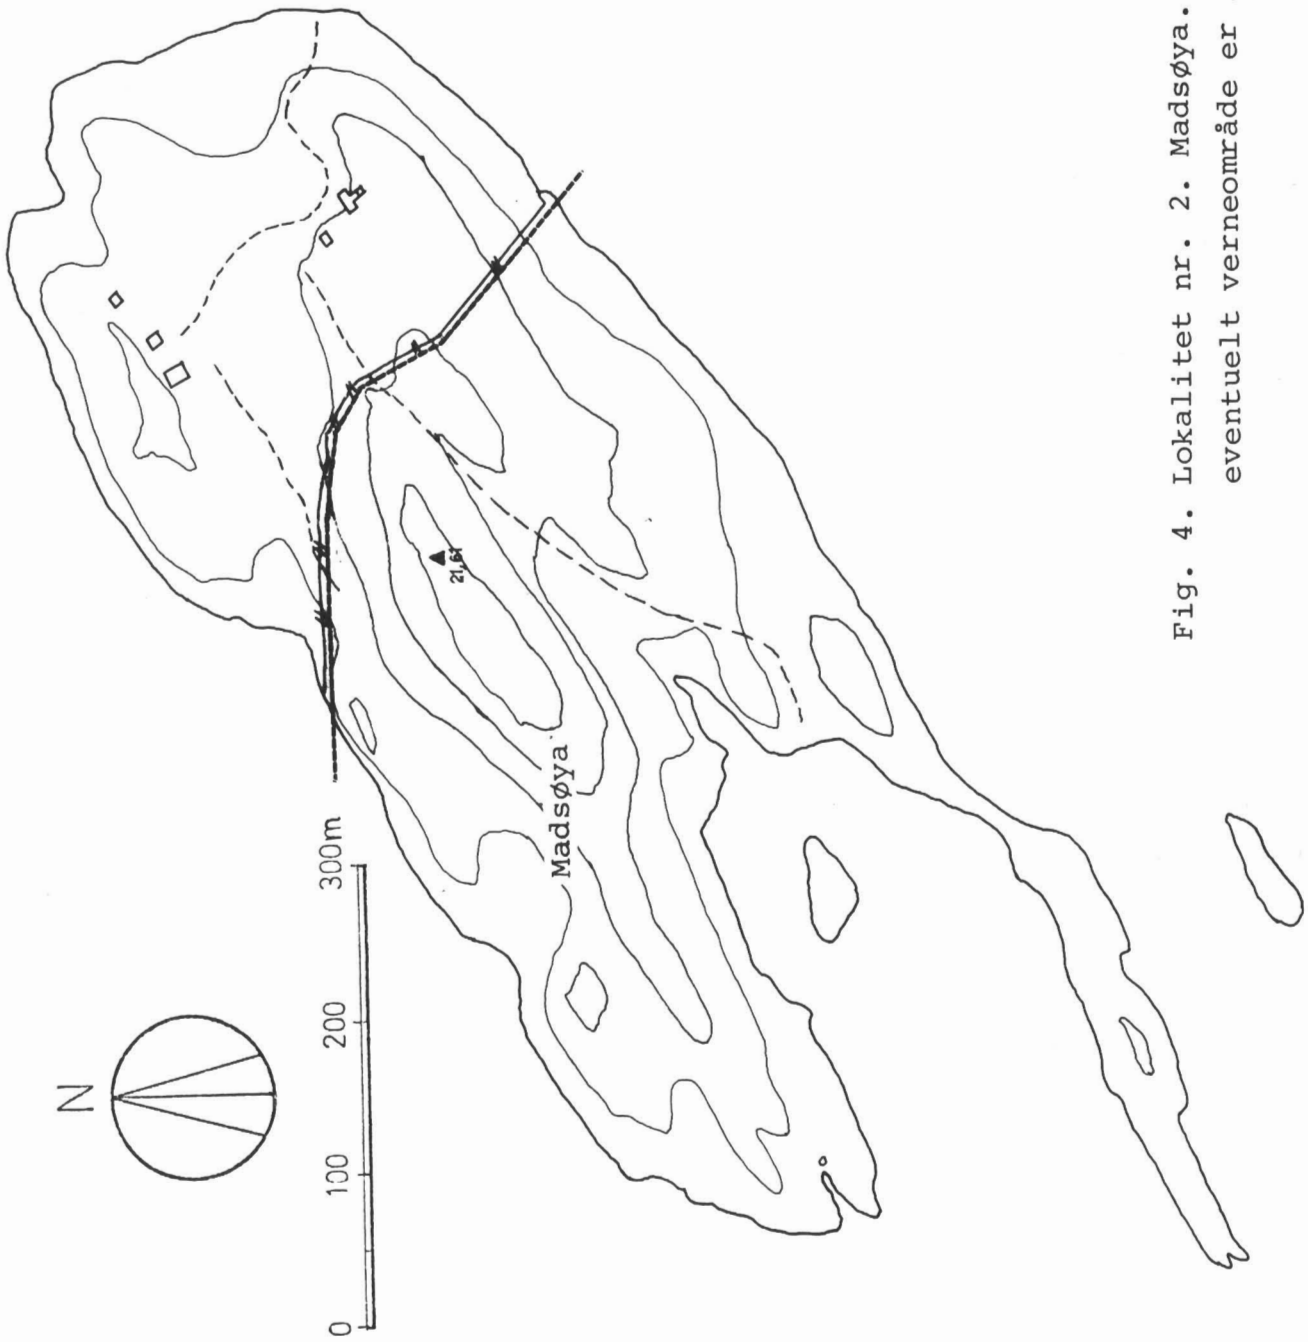 N
0 100 200 300m
Madsøya
21,61
Fig. 4. Lokalitet nr. 2. Madsøya.
eventuelt verneområde er